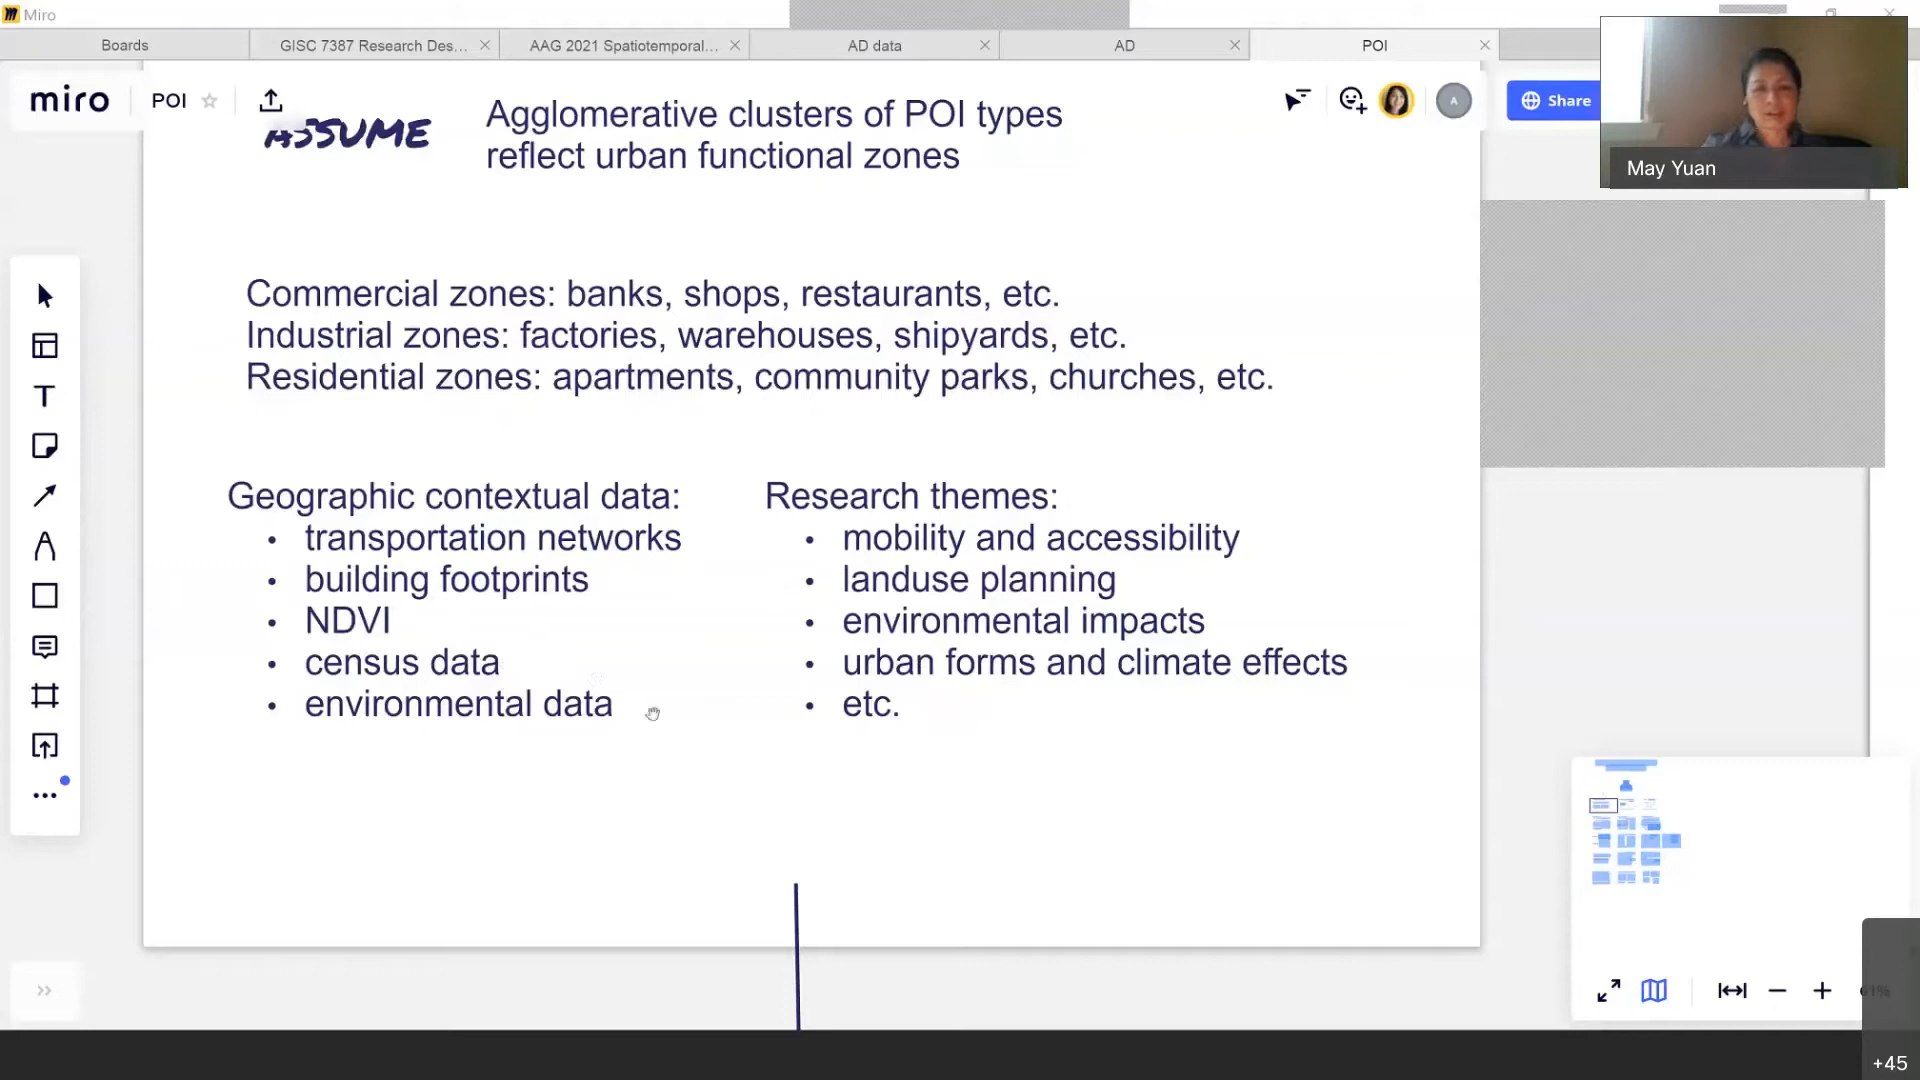 Miro
Boards
GISC 7387 Research Des...
AAG 2021 Spatiotemporal...
AD data
AD
POI
miro
POI
A
Share
May Yuan
ASSUME
Agglomerative clusters of POI types
reflect urban functional zones
Commercial zones: banks, shops, restaurants, etc.
Industrial zones: factories, warehouses, shipyards, etc.
Residential zones: apartments, community parks, churches, etc.
Geographic contextual data:
• transportation networks
• building footprints
• NDVI
• census data
• environmental data
Research themes:
• mobility and accessibility
• landuse planning
• environmental impacts
• urban forms and climate effects
• etc.
+45